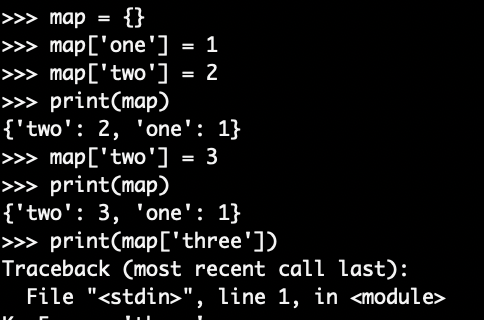 >>> map = {}
>>> map['one'] = 1
>>> map['two'] = 2
>>> print(map)
{'two': 2, 'one': 1}
>>> map['two'] = 3
>>> print(map)
{'two': 3, 'one': 1}
>>> print(map['three'])
Traceback (most recent call last):
  File "<stdin>", line 1, in <module>